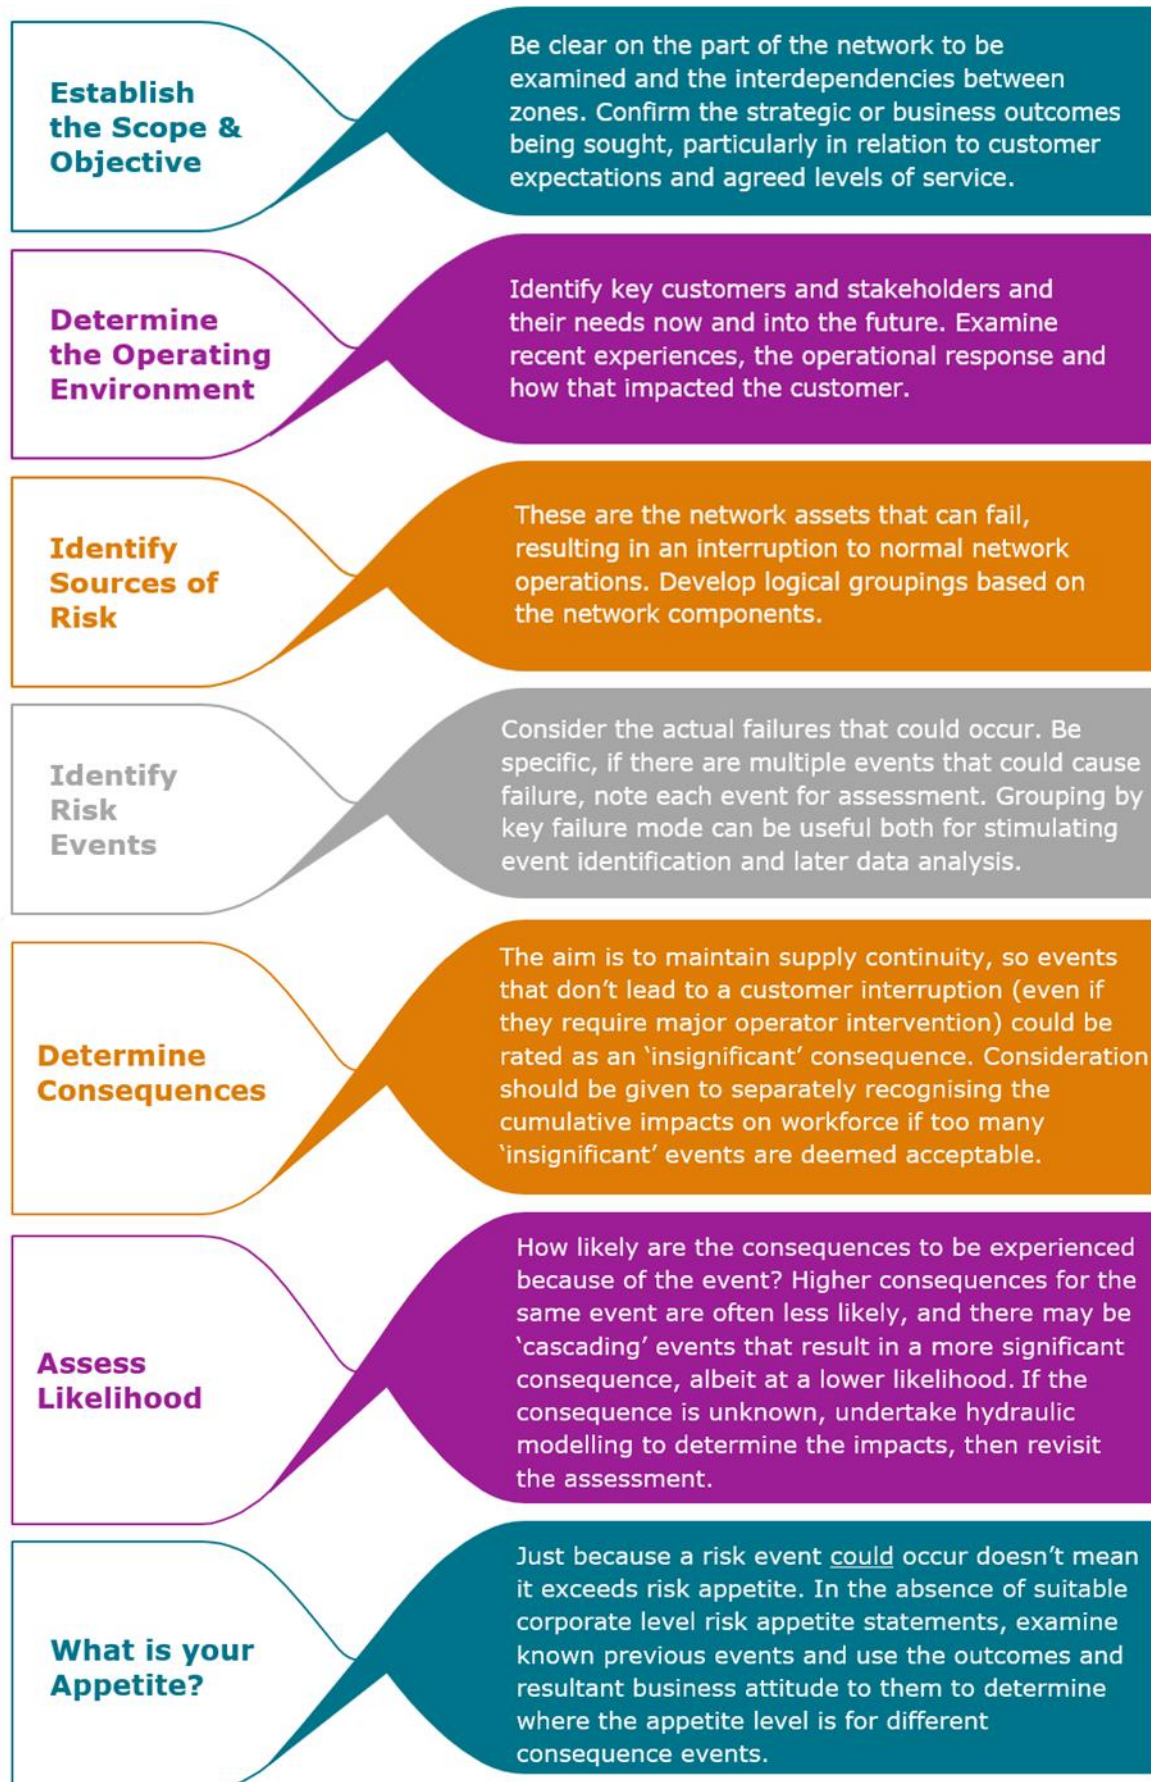 Establish
the Scope &
Objective
Be clear on the part of the network to be
examined and the interdependencies between
zones. Confirm the strategic or business outcomes
being sought, particularly in relation to customer
expectations and agreed levels of service.
Determine
the Operating
Environment
Identify key customers and stakeholders and
their needs now and into the future. Examine
recent experiences, the operational response and
how that impacted the customer.
Identify
Sources of
Risk
These are the network assets that can fail,
resulting in an interruption to normal network
operations. Develop logical groupings based on
the network components.
Identify
Risk
Events
Consider the actual failures that could occur. Be
specific, if there are multiple events that could cause
failure, note each event for assessment. Grouping by
key failure mode can be useful both for stimulating
event identification and later data analysis.
Determine
Consequences
The aim is to maintain supply continuity, so events
that don’t lead to a customer interruption (even if
they require major operator intervention) could be
rated as an ‘insignificant’ consequence. Consideration
should be given to separately recognising the
cumulative impacts on workforce if too many
‘insignificant’ events are deemed acceptable.
Assess
Likelihood
How likely are the consequences to be experienced
because of the event? Higher consequences for the
same event are often less likely, and there may be
‘cascading’ events that result in a more significant
consequence, albeit at a lower likelihood. If the
consequence is unknown, undertake hydraulic
modelling to determine the impacts, then revisit
the assessment.
What is your
Appetite?
Just because a risk event could occur doesn’t mean
it exceeds risk appetite. In the absence of suitable
corporate level risk appetite statements, examine
known previous events and use the outcomes and
resultant business attitude to them to determine
where the appetite level is for different
consequence events.